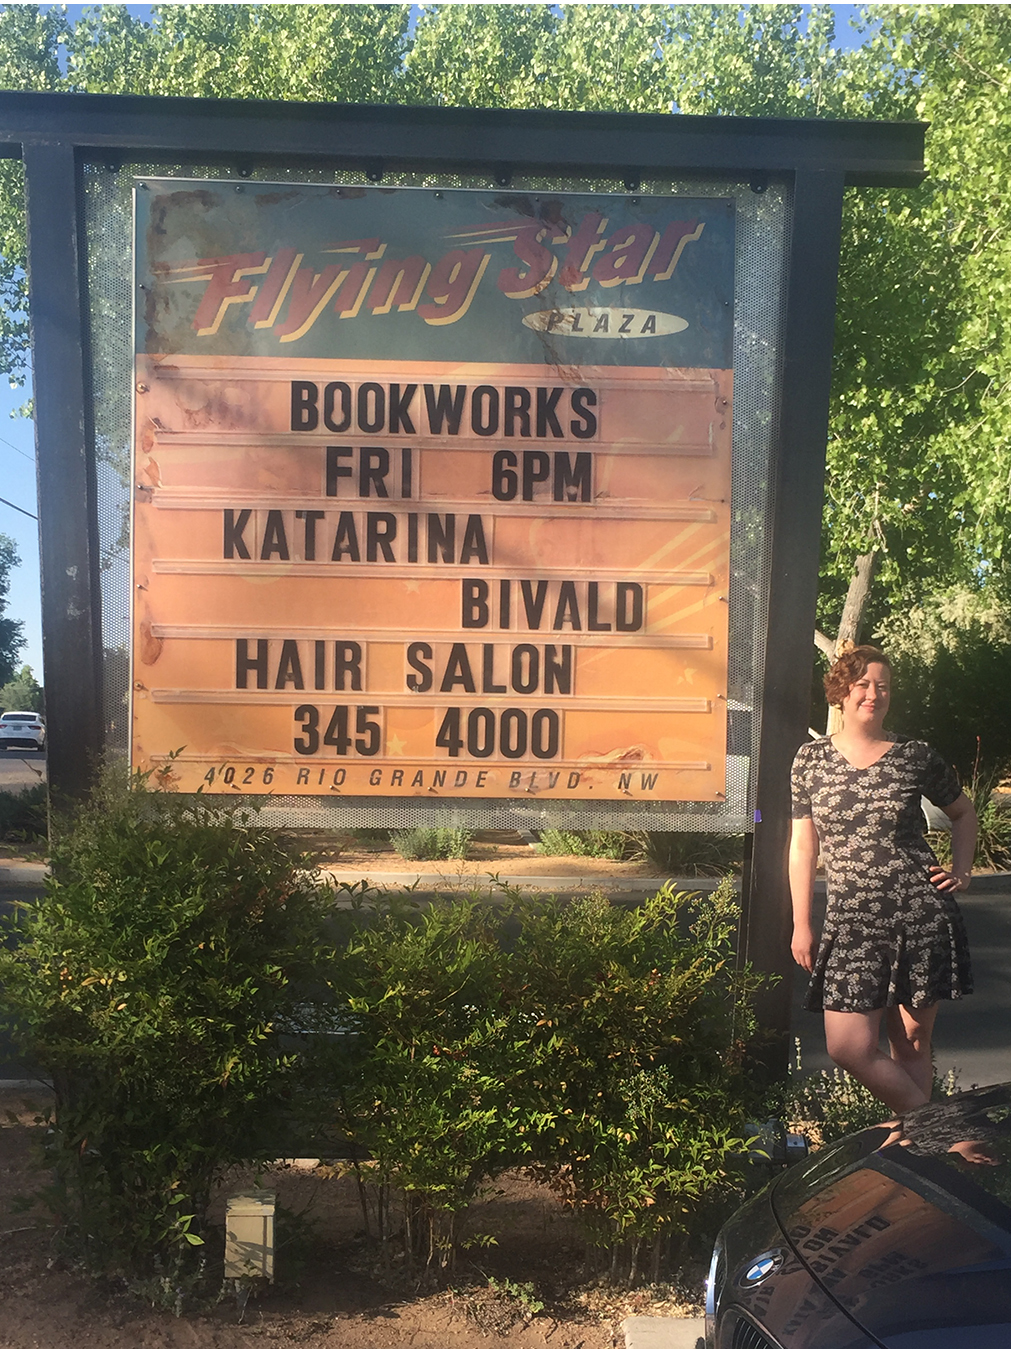 Flying Star
PLAZA
BOOKWORKS
FRI 6PM
KATARINA
BIVALD
HAIR SALON
345 4000
4026 RIO GRANDE BLVD. NW